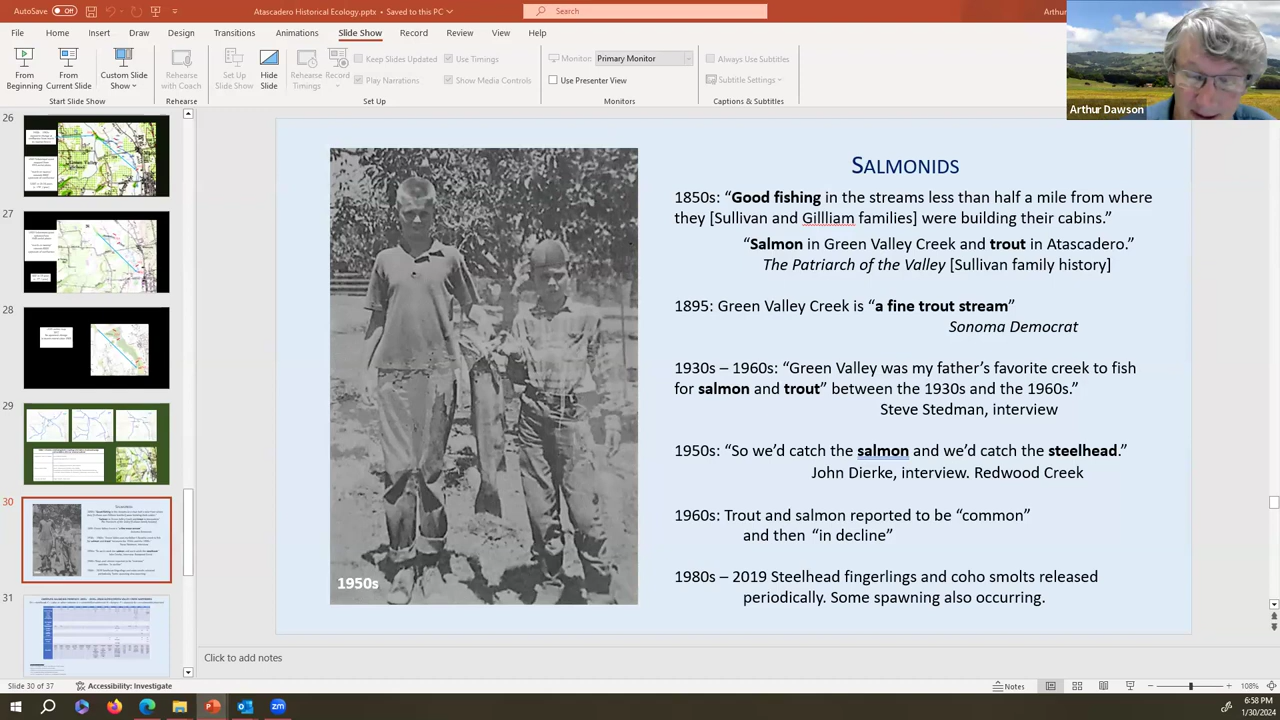 AutoSave Off
Atascadero Historical Ecology.pptx • Saved to this PC
Search
Arthur
File Home Insert Draw Design Transitions Animations Slide Show Record Review View Help
From Beginning
From Current Slide
Custom Slide Show
Start Slide Show
Rehearse with Coach
Rehearse
Set Up Slide Show
Hide Slide
Rehearse Timings
Record
Keep Slides Updated
Play Narrations
Use Timings
Show Media Controls
Set Up
Monitor: Primary Monitor
Use Presenter View
Monitors
Always Use Subtitles
Subtitle Settings
Captions & Subtitles
Arthur Dawson
26
27
28
29
30
31
SALMONIDS
1850s: “Good fishing in the streams less than half a mile from where
they [Sullivan and Gillliam families] were building their cabins.”
“Salmon in Green Valley Creek and trout in Atascadero.”
The Patriarch of the Valley [Sullivan family history]
1895: Green Valley Creek is “a fine trout stream”
Sonoma Democrat
1930s – 1960s: “Green Valley was my father’s favorite creek to fish
for salmon and trout” between the 1930s and the 1960s.”
Steve Stedman, interview
1950s: “So we’d catch the salmon and we’d catch the steelhead.”
John Dierke, interview. Redwood Creek
1960s: Trout and salmon reported to be “common”
and then “in decline”
1980s – 2019 Steelhead fingerlings and coho smolts released
periodically. Some spawning also occurring.
1950s
Click to add notes
Slide 30 of 37
Accessibility: Investigate
Notes
108%
6:58 PM
1/30/2024